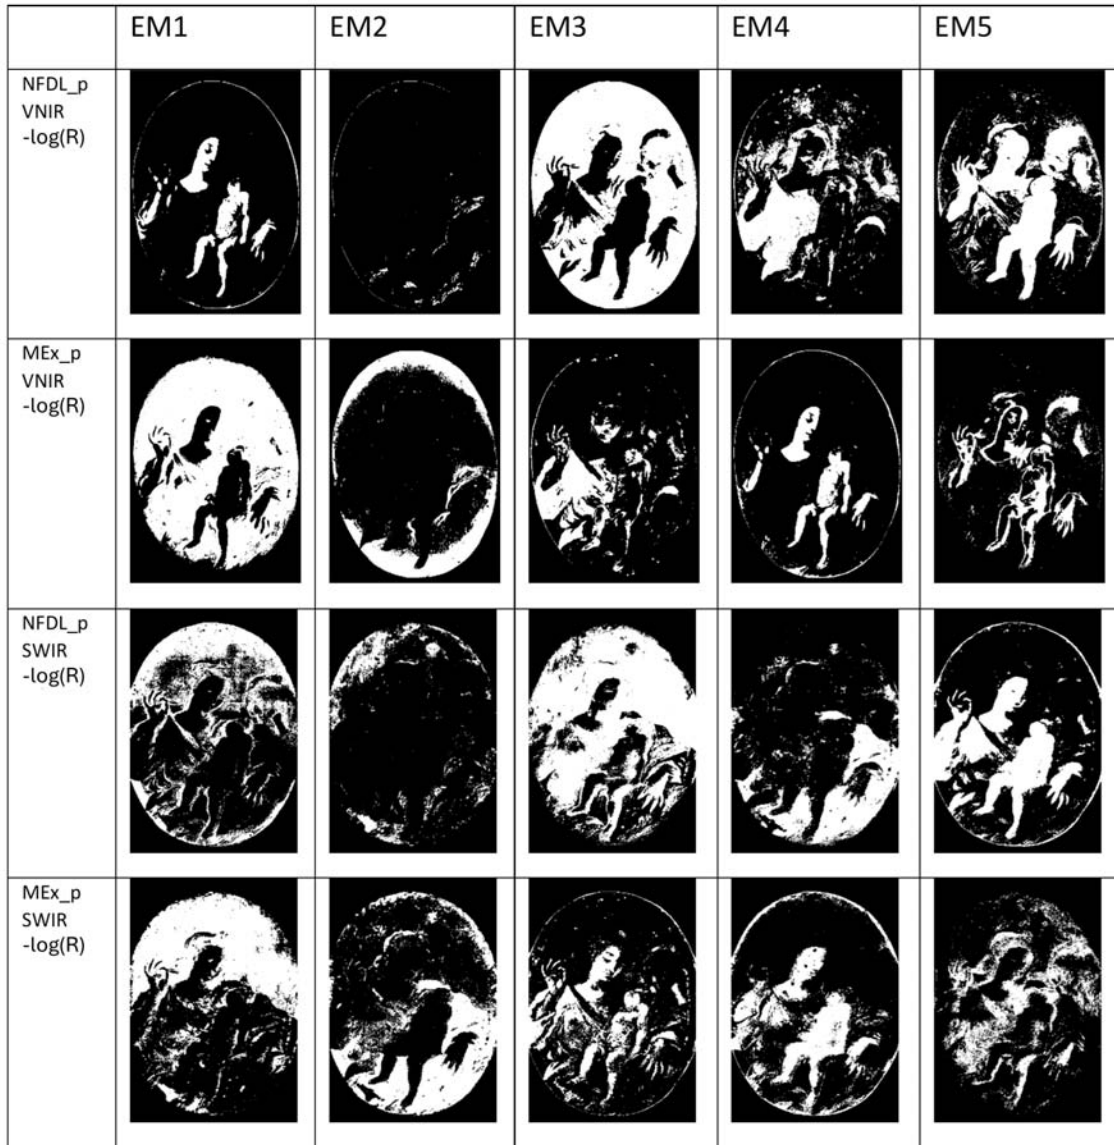 EM1 EM2 EM3 EM4 EM5
NFDL_p
VNIR
-log(R)
MEx_p
VNIR
-log(R)
NFDL_p
SWIR
-log(R)
MEx_p
SWIR
-log(R)